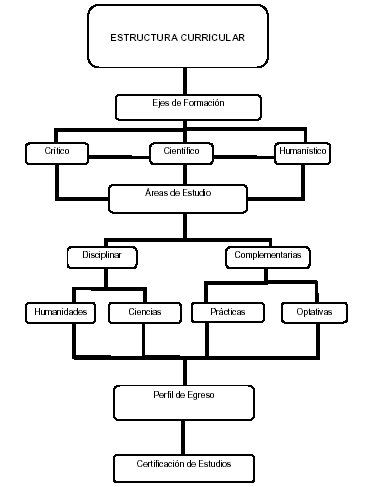 ESTRUCTURA CURRICULAR
Ejes de Formación
Crítico
Científico
Humanístico
Áreas de Estudio
Disciplinar
Complementarias
Humanidades
Ciencias
Prácticas
Optativas
Perfil de Egreso
Certificación de Estudios